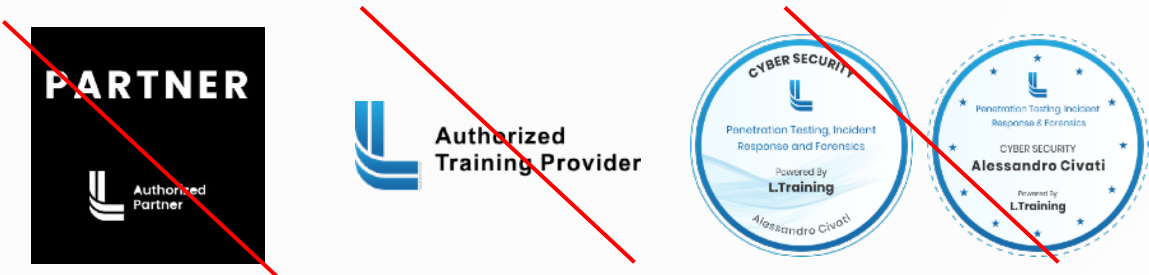 PARTNER
Authorized
Partner
Authorized
Training Provider
CYBER SECURITY
Penetration Testing, Incident
Response and Forensics
Powered By
L.Training
Alessandro Civati
Penetration Testing, Incident
Response & Forensics
CYBER SECURITY
Alessandro Civati
Powered By
L.Training